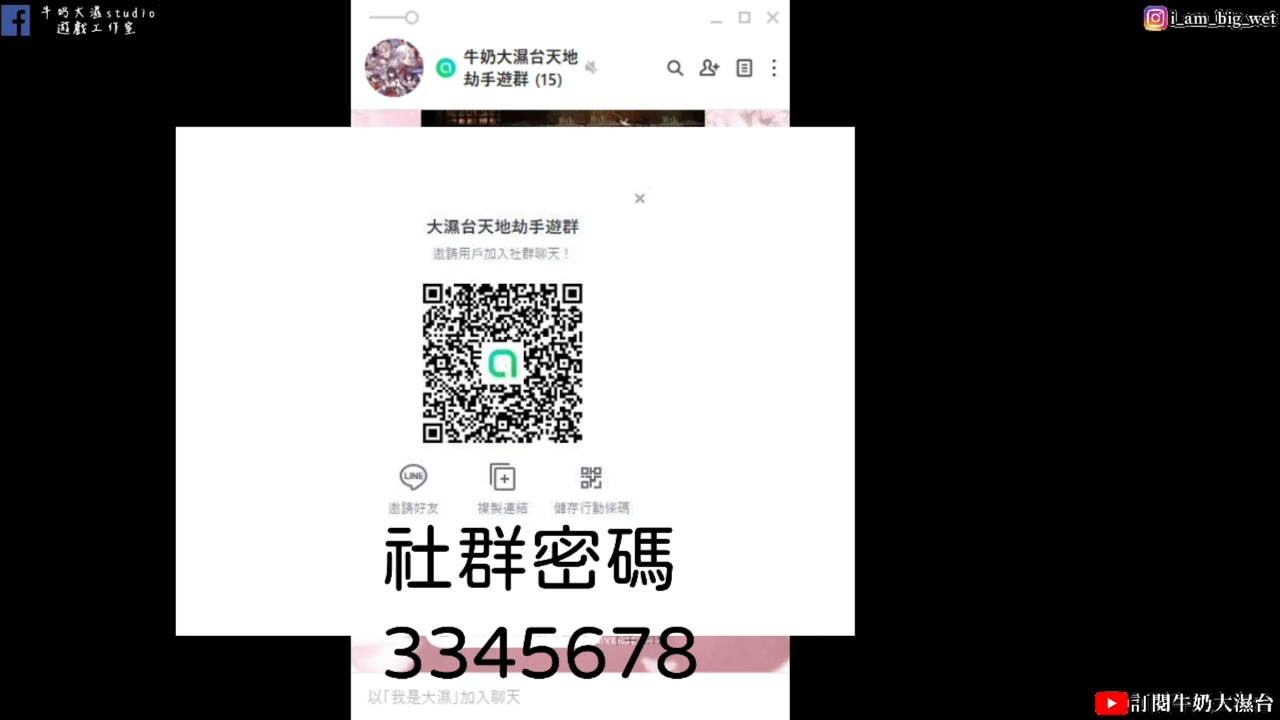 牛奶大濕studio
遊戲工作室
i_am_big_wet
牛奶大濕台天地
劫手遊群 (15)
大濕台天地劫手遊群
邀請用戶加入社群聊天！
LINE
邀請好友
複製連結
儲存行動條碼
社群密碼
3345678
以「我是大濕」加入聊天
訂閱牛奶大濕台